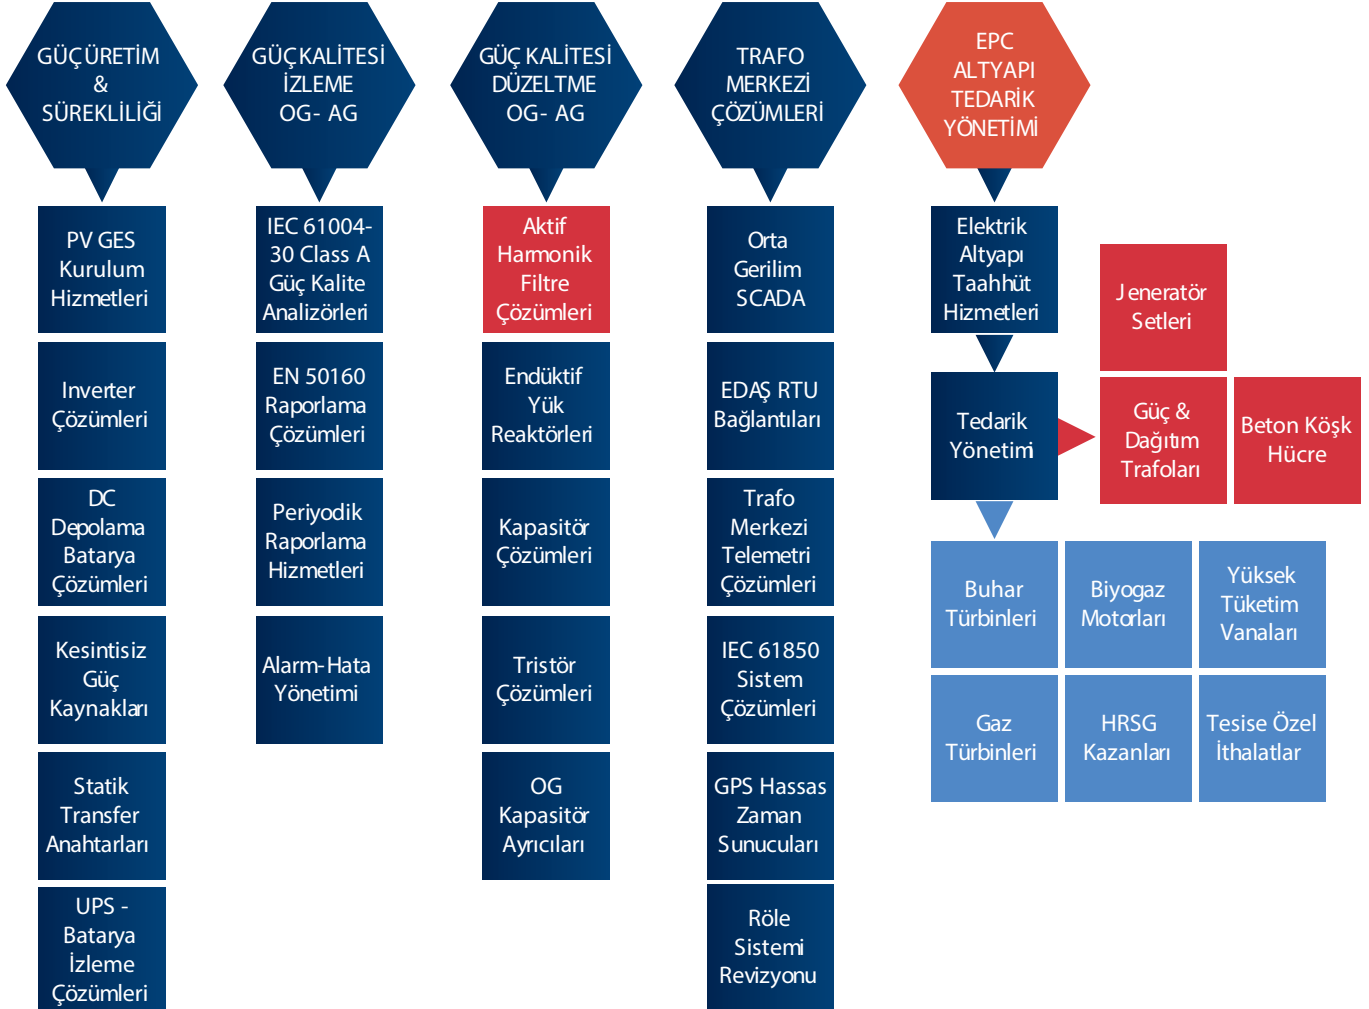 GÜÇ ÜRETİM
&
SÜREKLİLİĞİ
PV GES
Kurulum
Hizmetleri
Inverter
Çözümleri
DC
Depolama
Batarya
Çözümleri
Kesintisiz
Güç
Kaynakları
Statik
Transfer
Anahtarları
UPS -
Batarya
İzleme
Çözümleri
GÜÇ KALİTESİ
İZLEME
OG- AG
IEC 61004-
30 Class A
Güç Kalite
Analizörleri
EN 50160
Raporlama
Çözümleri
Periyodik
Raporlama
Hizmetleri
Alarm-Hata
Yönetimi
GÜÇ KALİTESİ
DÜZELTME
OG- AG
Aktif
Harmonik
Filtre
Çözümleri
Endüktif
Yük
Reaktörleri
Kapasitör
Çözümleri
Tristör
Çözümleri
OG
Kapasitör
Ayrıcıları
TRAFO
MERKEZİ
ÇÖZÜMLERİ
Orta
Gerilim
SCADA
EDAŞ RTU
Bağlantıları
Trafo
Merkezi
Telemetri
Çözümleri
IEC 61850
Sistem
Çözümleri
GPS Hassas
Zaman
Sunucuları
Röle
Sistemi
Revizyonu
EPC
ALTYAPI
TEDARİK
YÖNETİMİ
Elektrik
Altyapı
Taahhüt
Hizmetleri
Tedarik
Yönetimi
Jeneratör
Setleri
Güç &
Dağıtım
Trafoları
Beton Köşk
Hücre
Buhar
Türbinleri
Biyogaz
Motorları
Yüksek
Tüketim
Vanaları
Gaz
Türbinleri
HRSG
Kazanları
Tesise Özel
İthalatlar